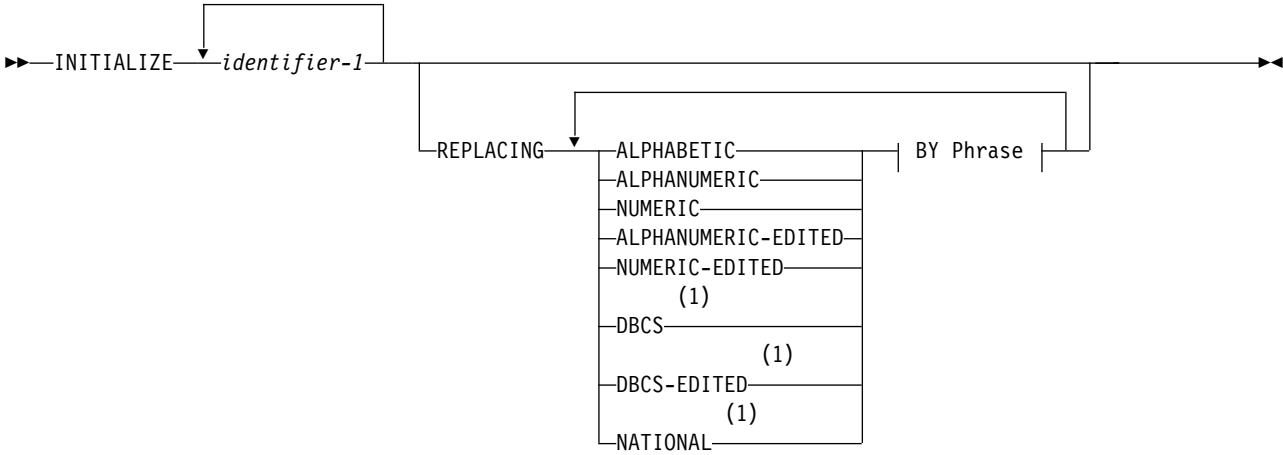 INITIALIZE identifier-1
REPLACING ALPHABETIC BY Phrase
ALPHANUMERIC
NUMERIC
ALPHANUMERIC-EDITED
NUMERIC-EDITED
(1)
DBCS
(1)
DBCS-EDITED
(1)
NATIONAL